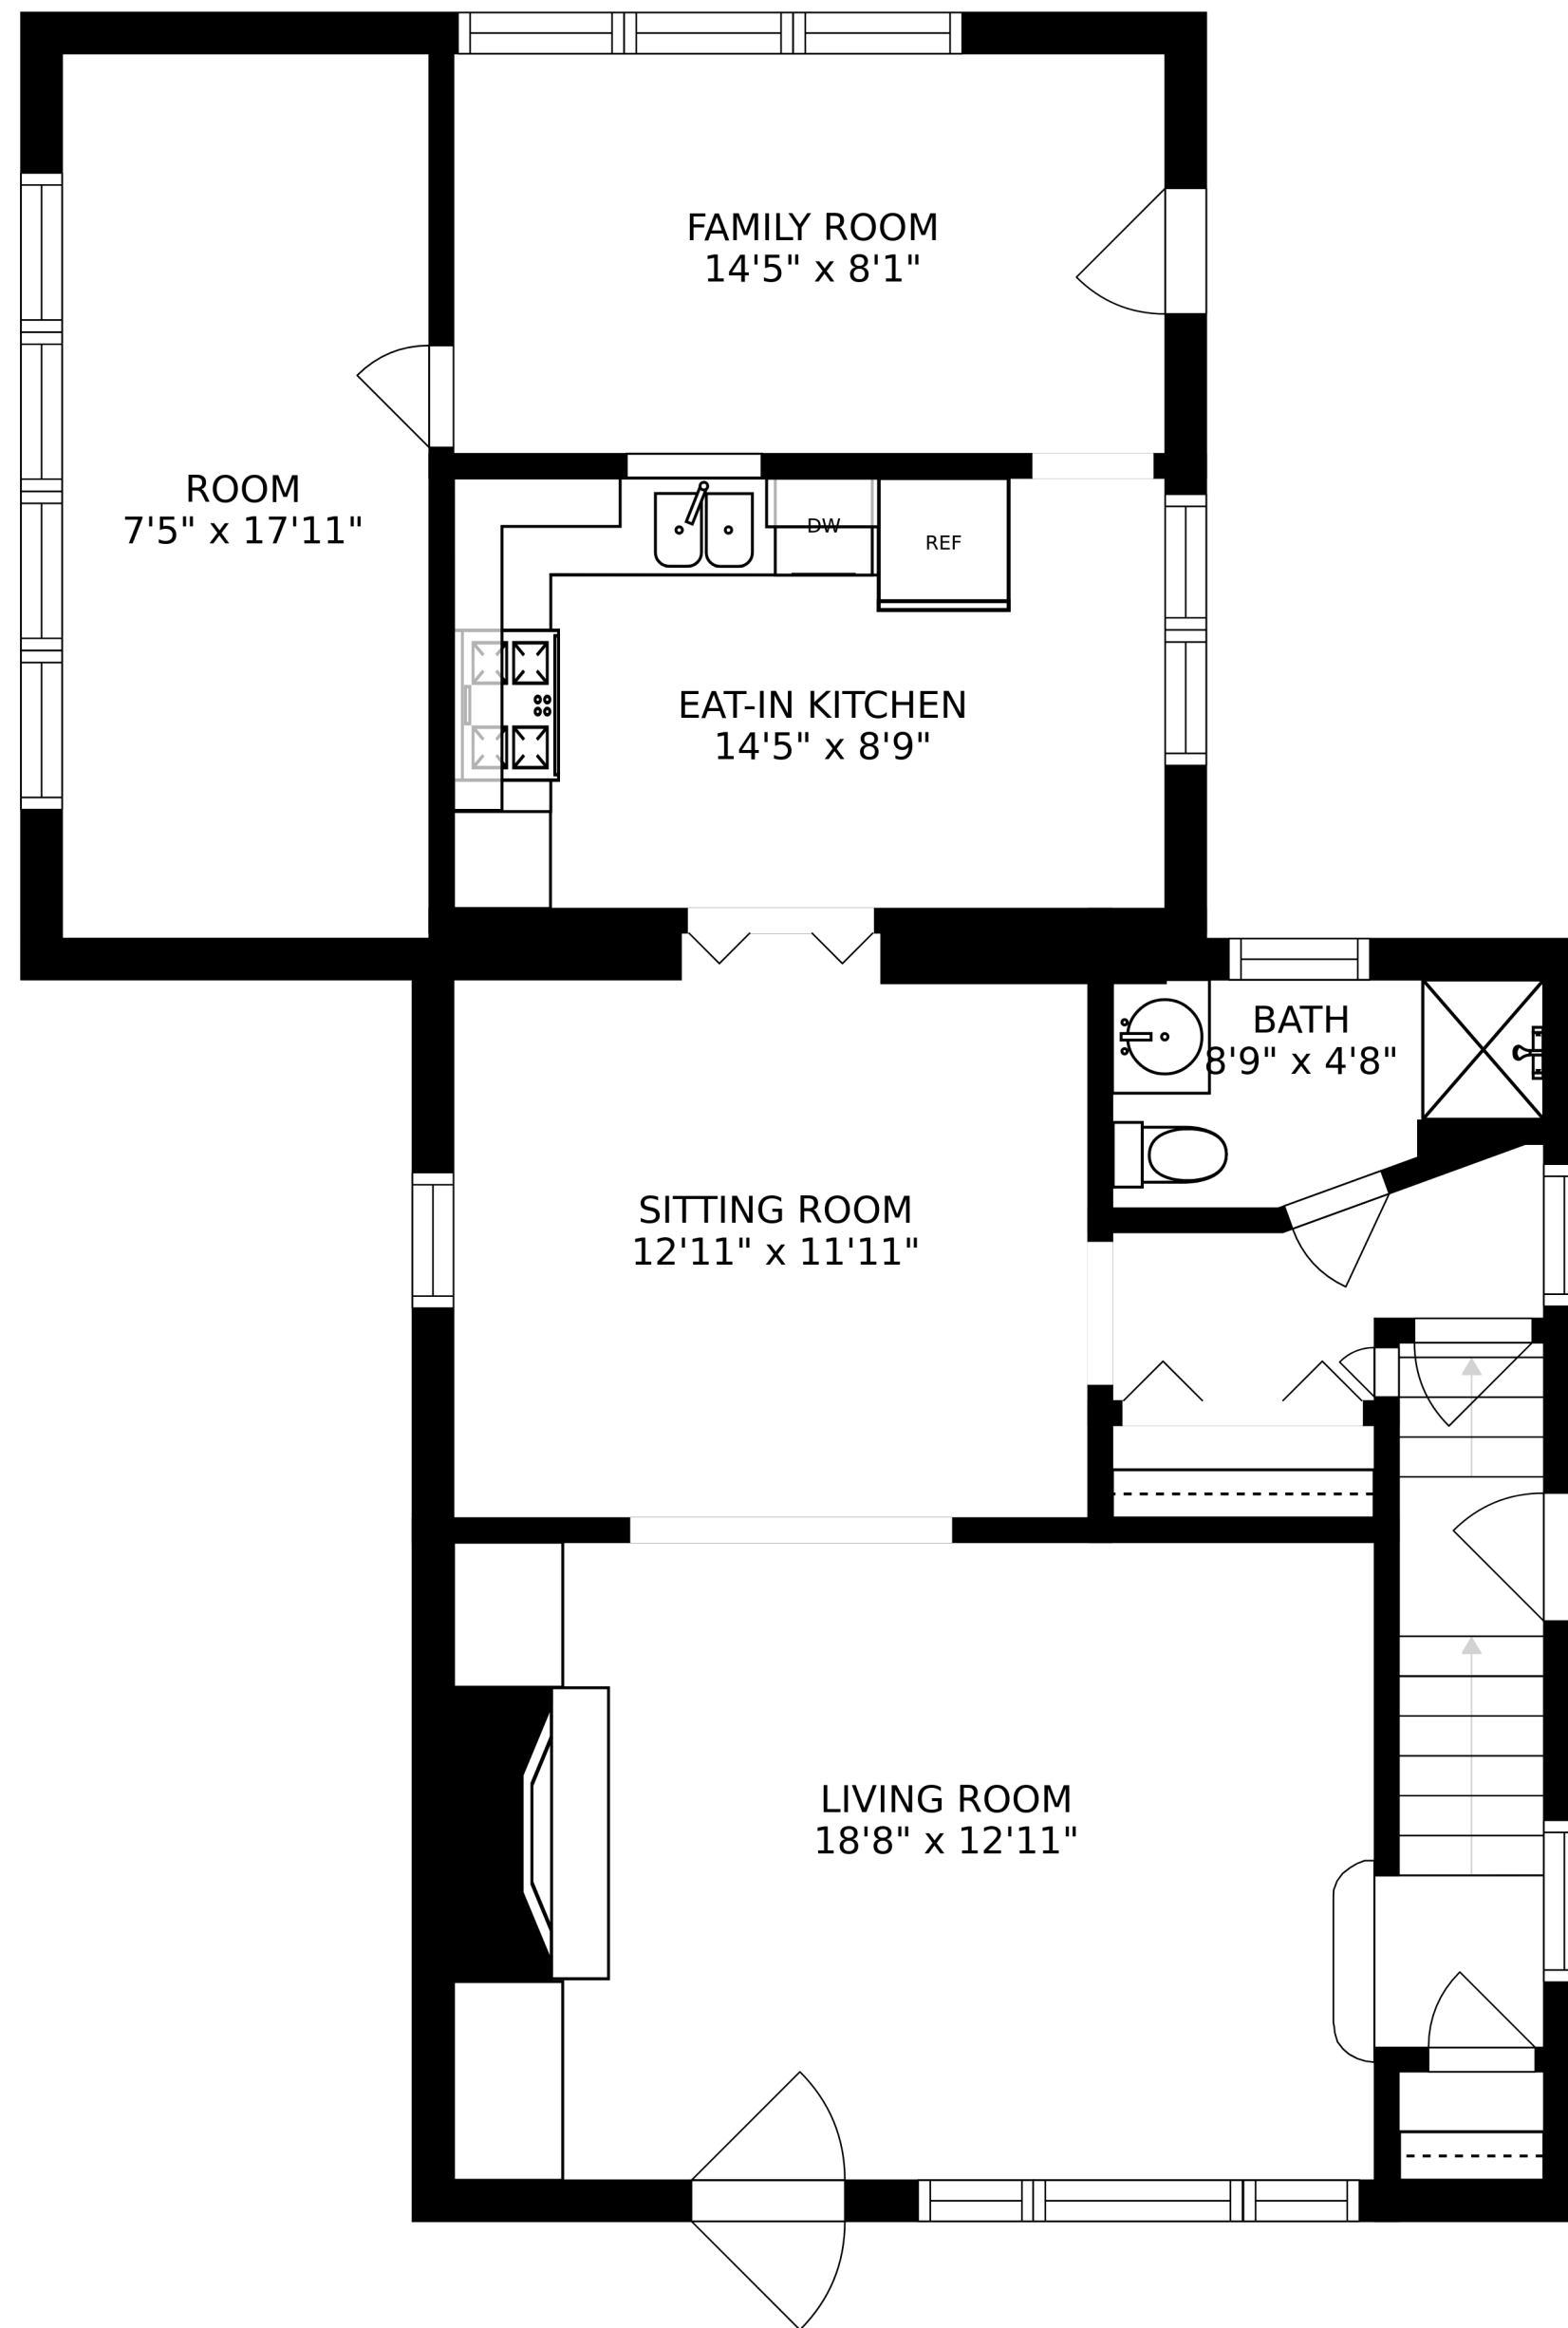 FAMILY ROOM
14'5" x 8'1"
ROOM
7'5" x 17'11"
DW
REF
EAT-IN KITCHEN
14'5" x 8'9"
BATH
8'9" x 4'8"
SITTING ROOM
12'11" x 11'11"
LIVING ROOM
18'8" x 12'11"